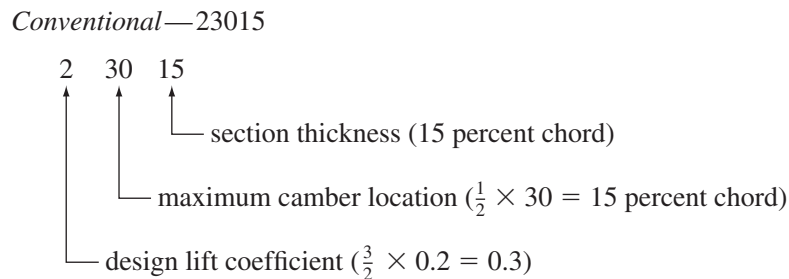 Conventional—23015
2 30 15
section thickness (15 percent chord)
maximum camber location (½ × 30 = 15 percent chord)
design lift coefficient (3/2 × 0.2 = 0.3)